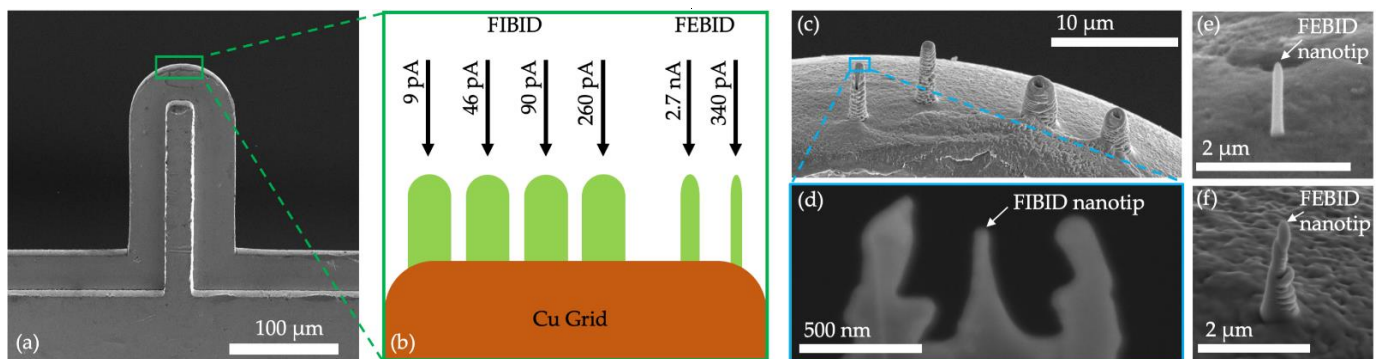 (a)
100 µm
FIBID
FEBID
9 pA
46 pA
90 pA
260 pA
2.7 nA
340 pA
Cu Grid
(b)
(c)
10 µm
(d)
FIBID nanotip
500 nm
(e)
FEBID
nanotip
2 µm
(f)
FEBID
nanotip
2 µm